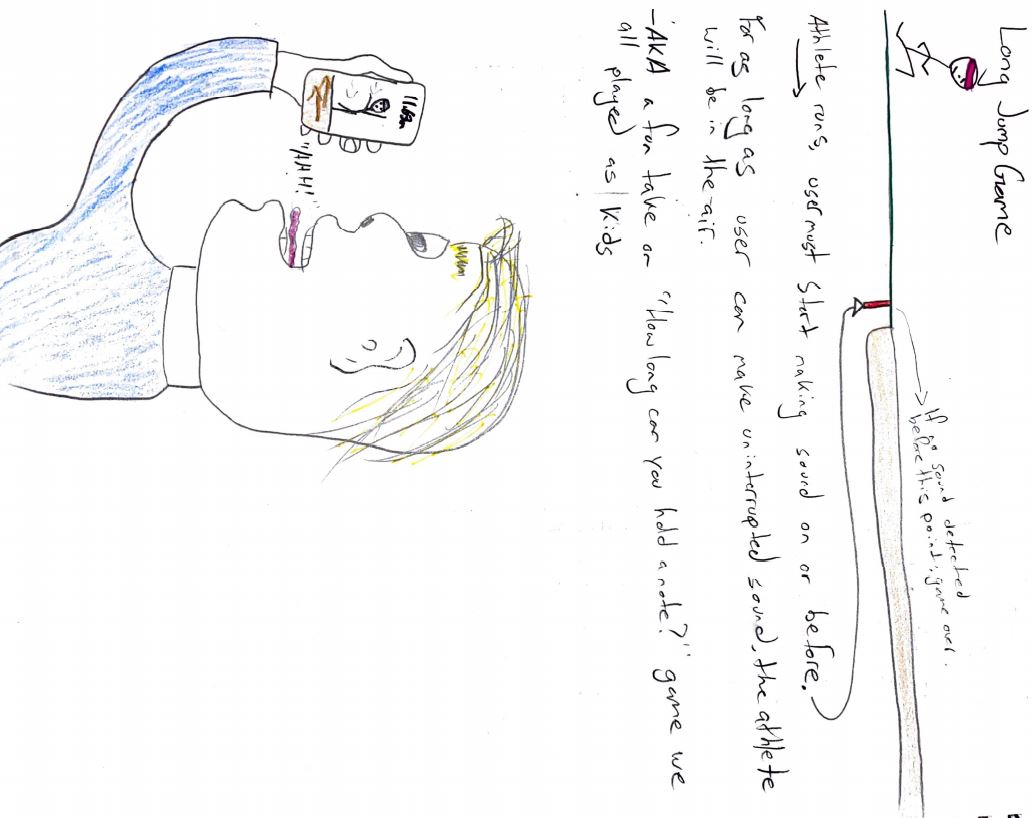 Long Jump Game
If no sound detected
before this point, game over.
Athlete runs, user must start making sound on or before.
For as long as user can make uninterrupted sound, the athlete
will be in the air.
-AKA a fun take on "How long can you hold a note?" game we
all played as kids
11.63m
"AAH!"